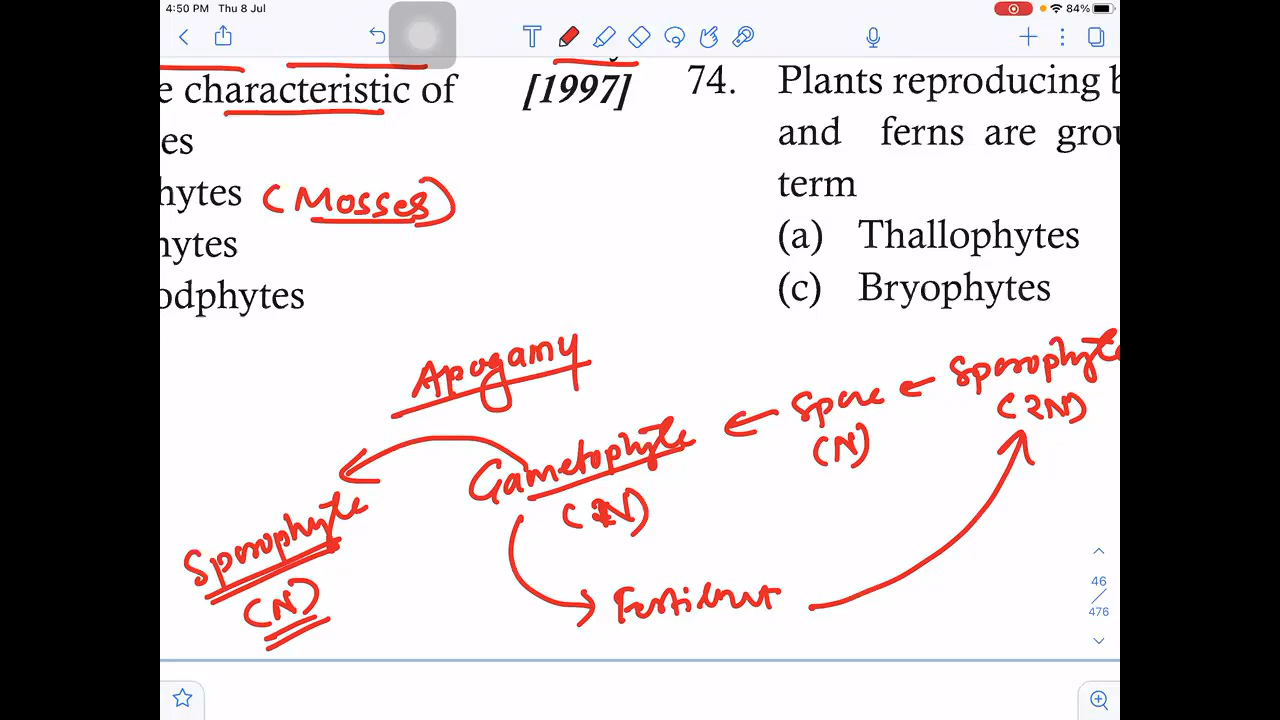 4:50 PM Thu 8 Jul
84%
e characteristic of [1997]
es
hytes (Mosses)
hytes
odphytes
74. Plants reproducing b
and ferns are grou
term
(a) Thallophytes
(c) Bryophytes
Apogamy
Sporophyte
(2N)
Spore
(N)
Gametophyte
Sporophyte
(N)
46
476